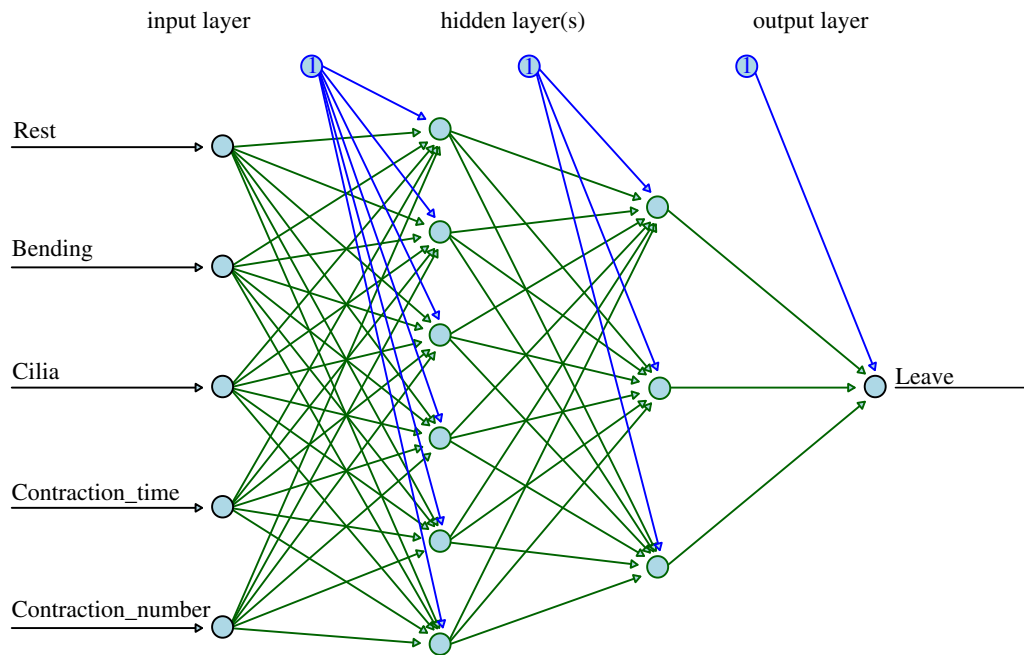 input layer hidden layer(s) output layer
1 1 1
Rest
Bending
Cilia
Leave
Contraction_time
Contraction_number